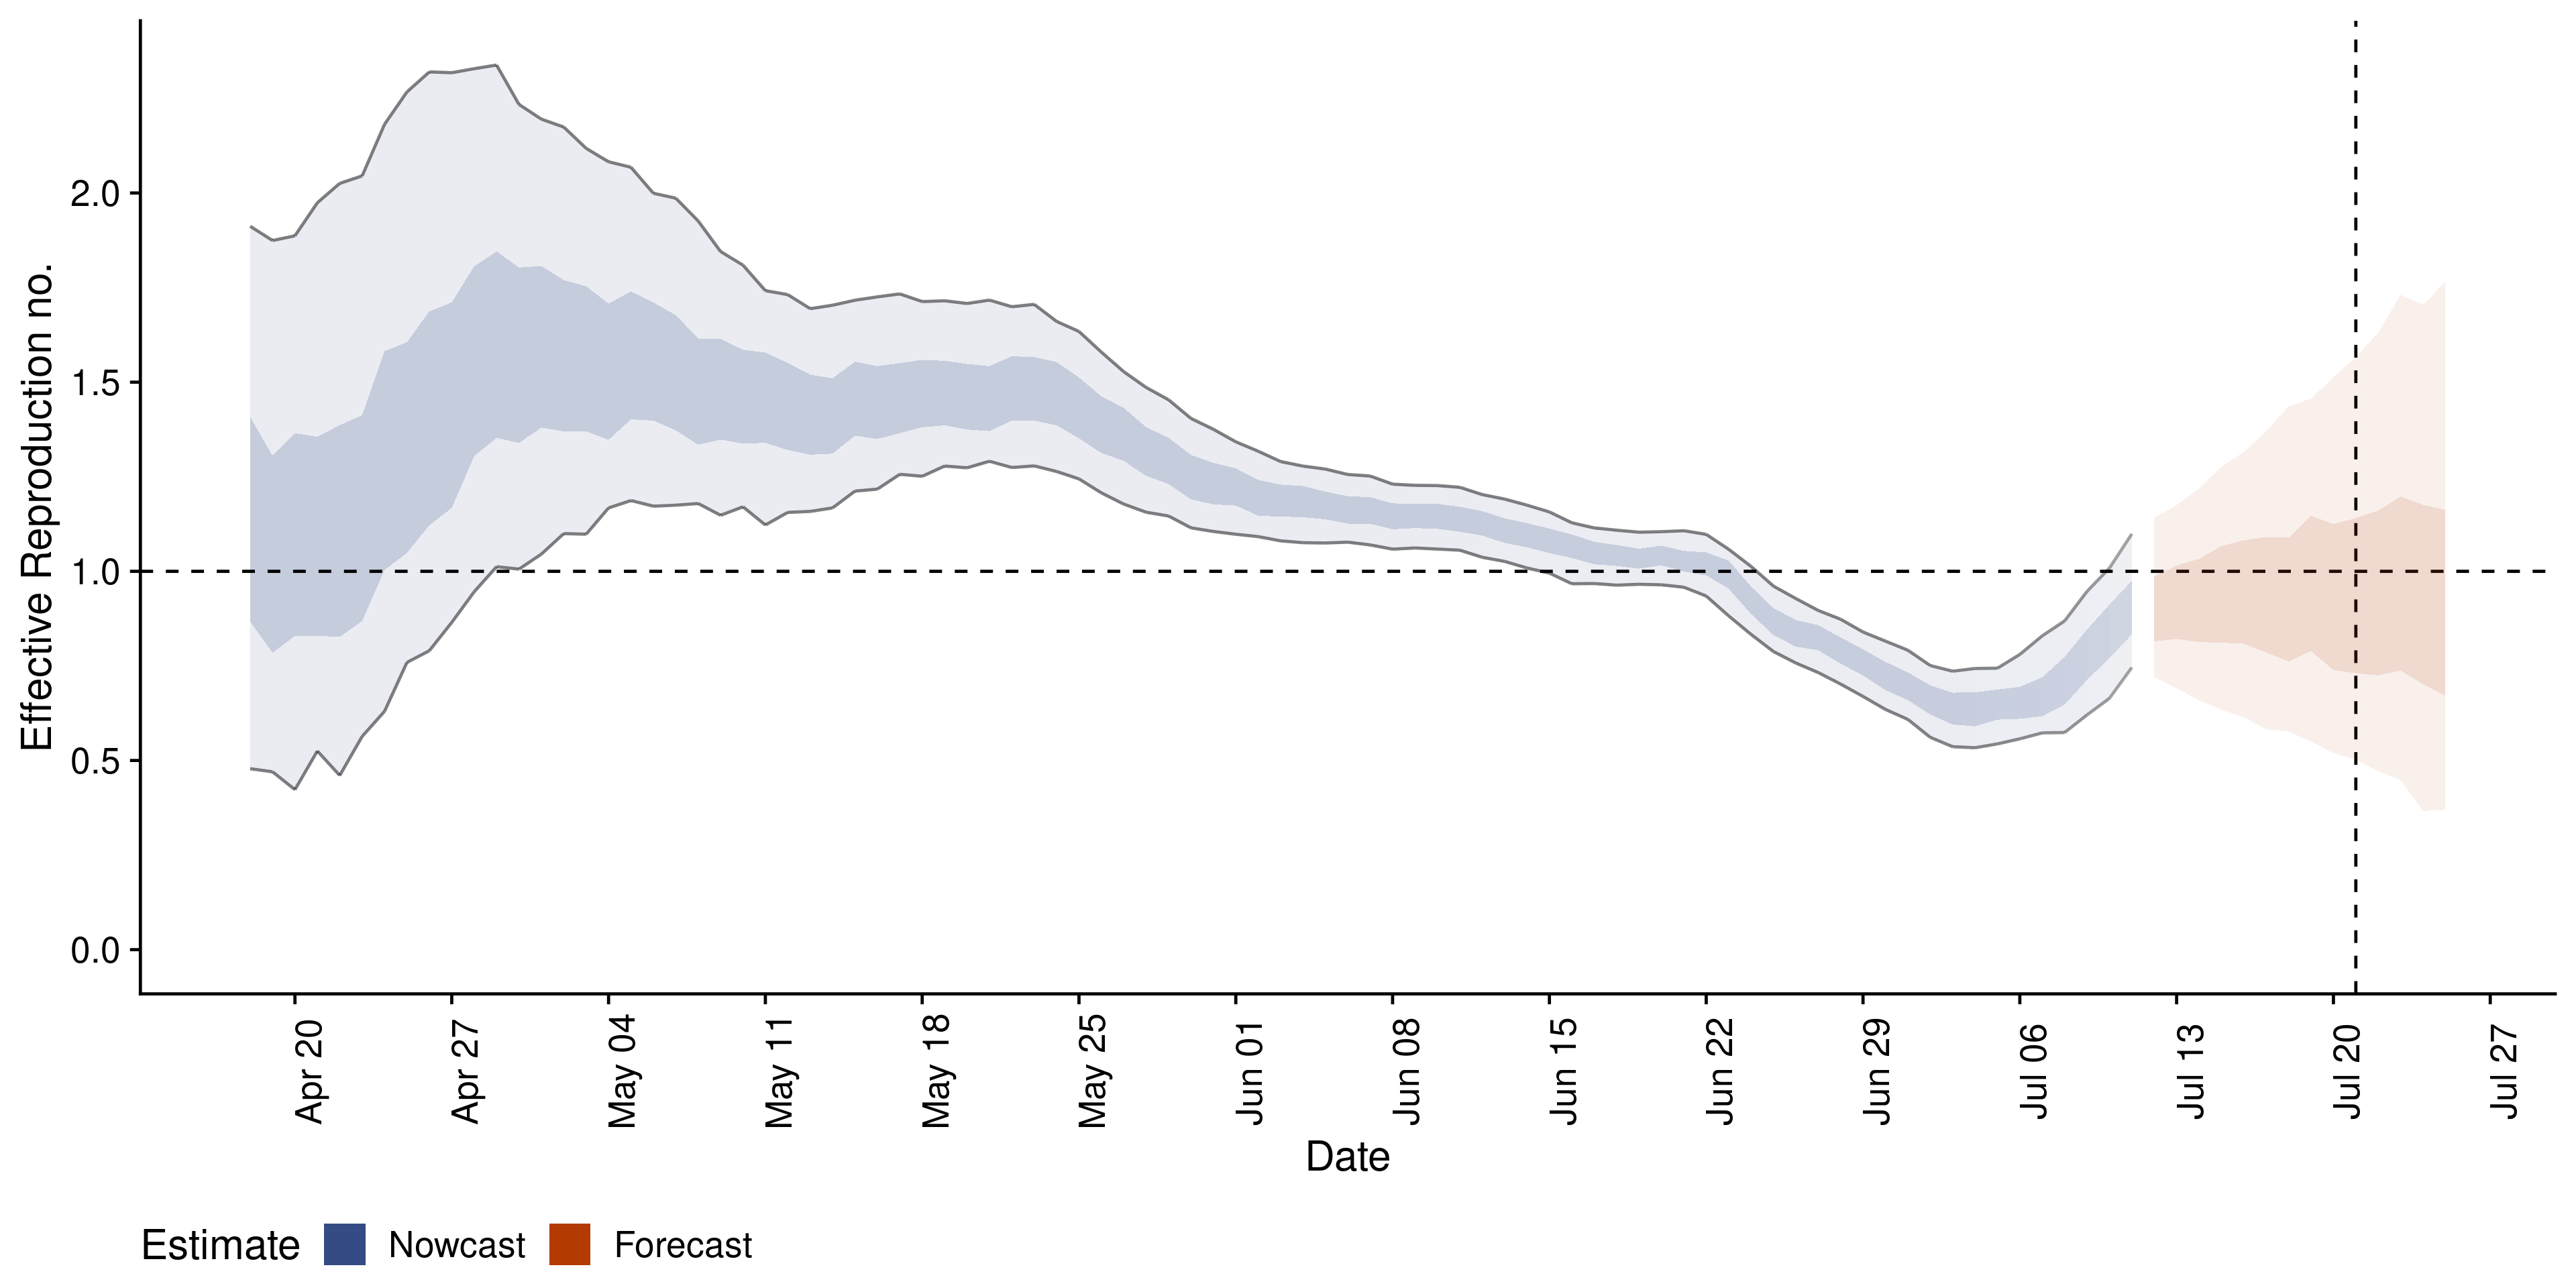 Effective Reproduction no.
2.0
1.5
1.0
0.5
0.0
Apr 20
Apr 27
May 04
May 11
May 18
May 25
Jun 01
Jun 08
Jun 15
Jun 22
Jun 29
Jul 06
Jul 13
Jul 20
Jul 27
Date
Estimate Nowcast Forecast